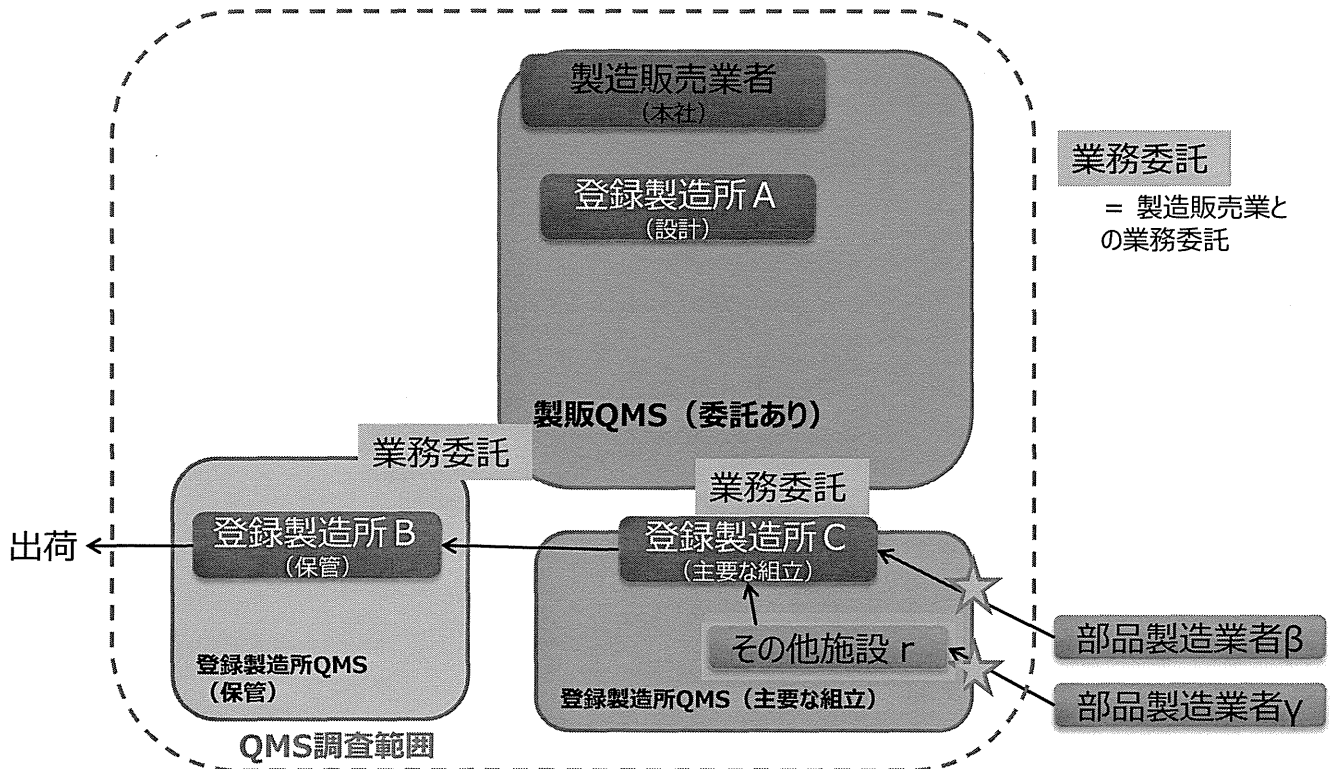 製造販売業者
(本社)
登録製造所A
(設計)
製販QMS（委託あり）
業務委託
= 製造販売業と
の業務委託
業務委託
業務委託
出荷
登録製造所B
(保管)
登録製造所C
(主要な組立)
その他施設 r
部品製造業者β
部品製造業者γ
登録製造所QMS
（保管）
登録製造所QMS（主要な組立）
QMS調査範囲